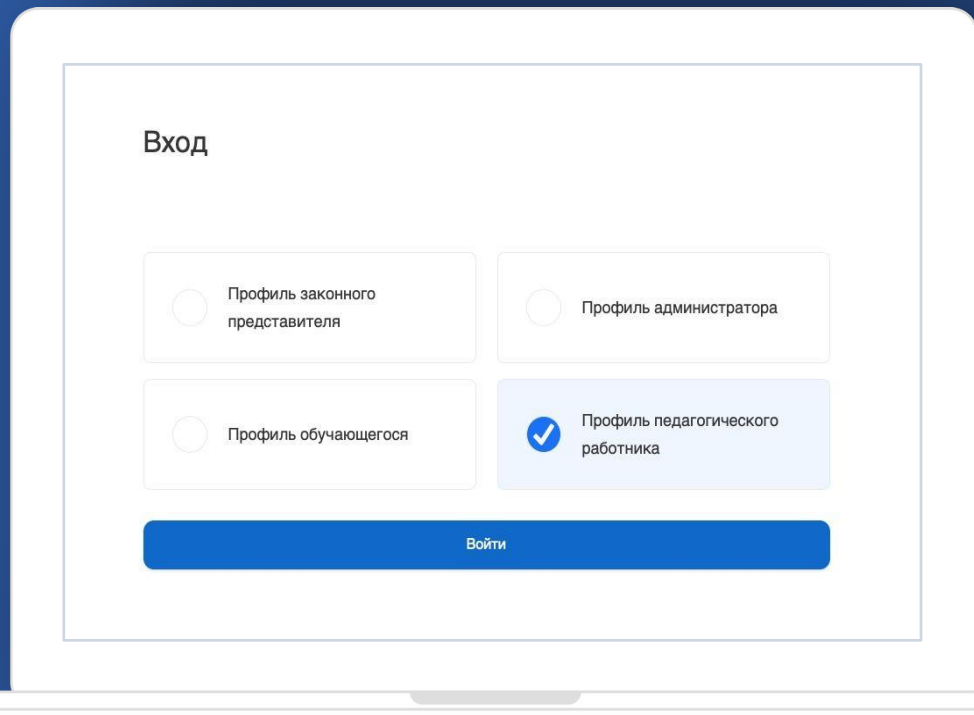 Вход
Профиль законного
представителя
Профиль администратора
Профиль обучающегося
Профиль педагогического
работника
Войти